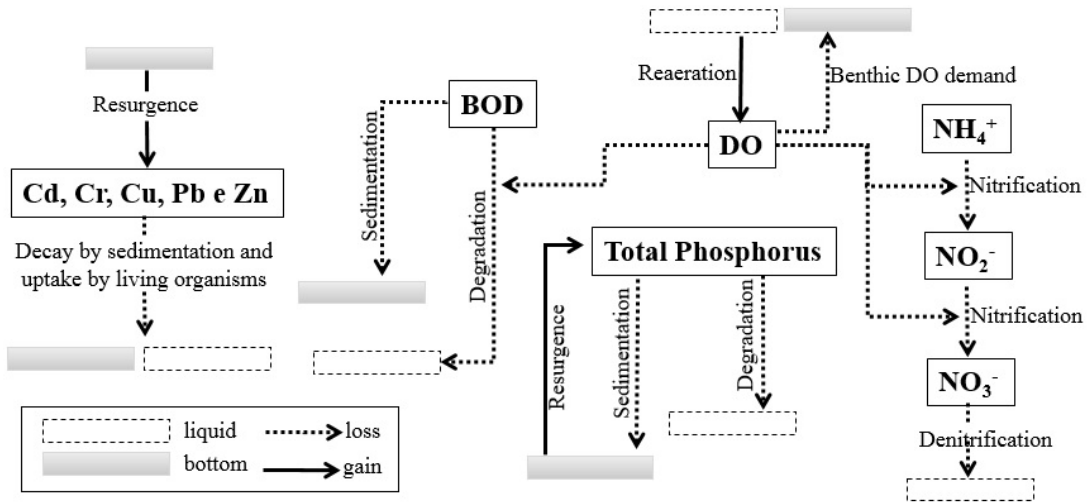 Resurgence
Cd, Cr, Cu, Pb e Zn
Decay by sedimentation and
uptake by living organisms
BOD
Sedimentation
Degradation
Reaeration
Benthic DO demand
DO
Total Phosphorus
Resurgence
Sedimentation
Degradation
NH₄⁺
Nitrification
NO₂⁻
Nitrification
NO₃⁻
Denitrification
liquid
loss
bottom
gain